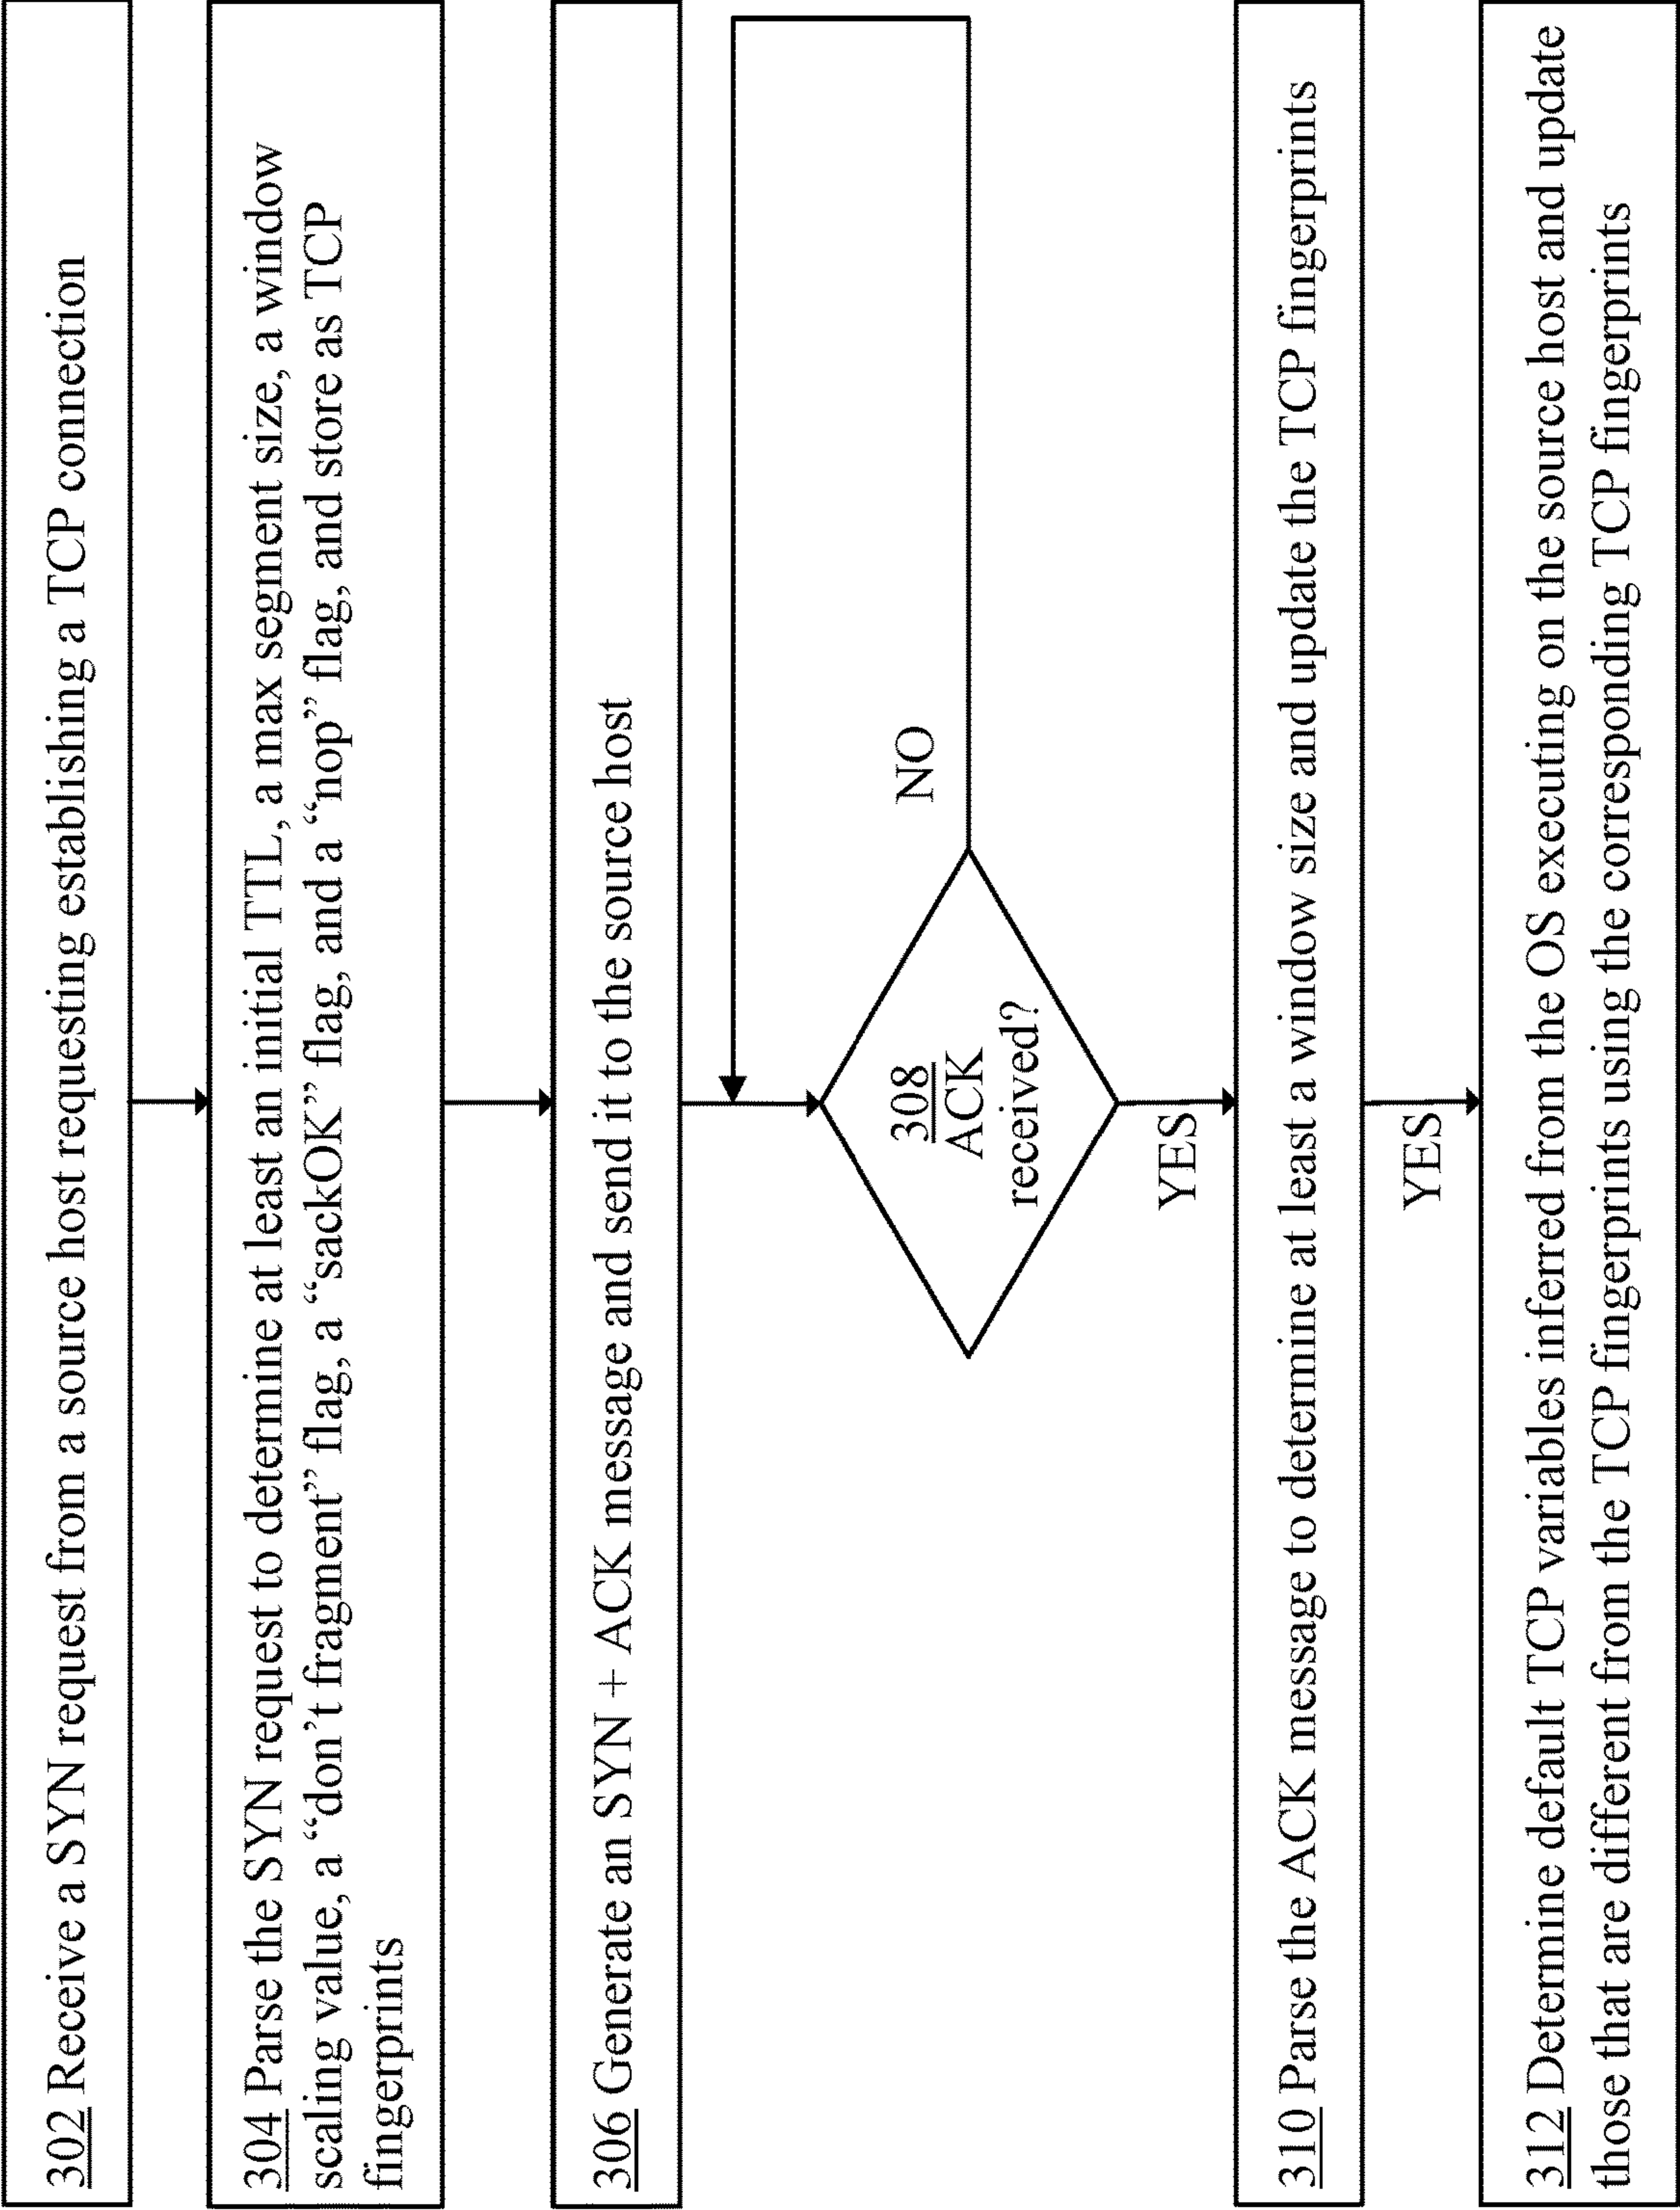 302 Receive a SYN request from a source host requesting establishing a TCP connection
304 Parse the SYN request to determine at least an initial TTL, a max segment size, a window
scaling value, a “don’t fragment” flag, a “sackOK” flag, and a “nop” flag, and store as TCP
fingerprints
306 Generate an SYN + ACK message and send it to the source host
308
ACK
received?
NO
YES
310 Parse the ACK message to determine at least a window size and update the TCP fingerprints
YES
312 Determine default TCP variables inferred from the OS executing on the source host and update
those that are different from the TCP fingerprints using the corresponding TCP fingerprints